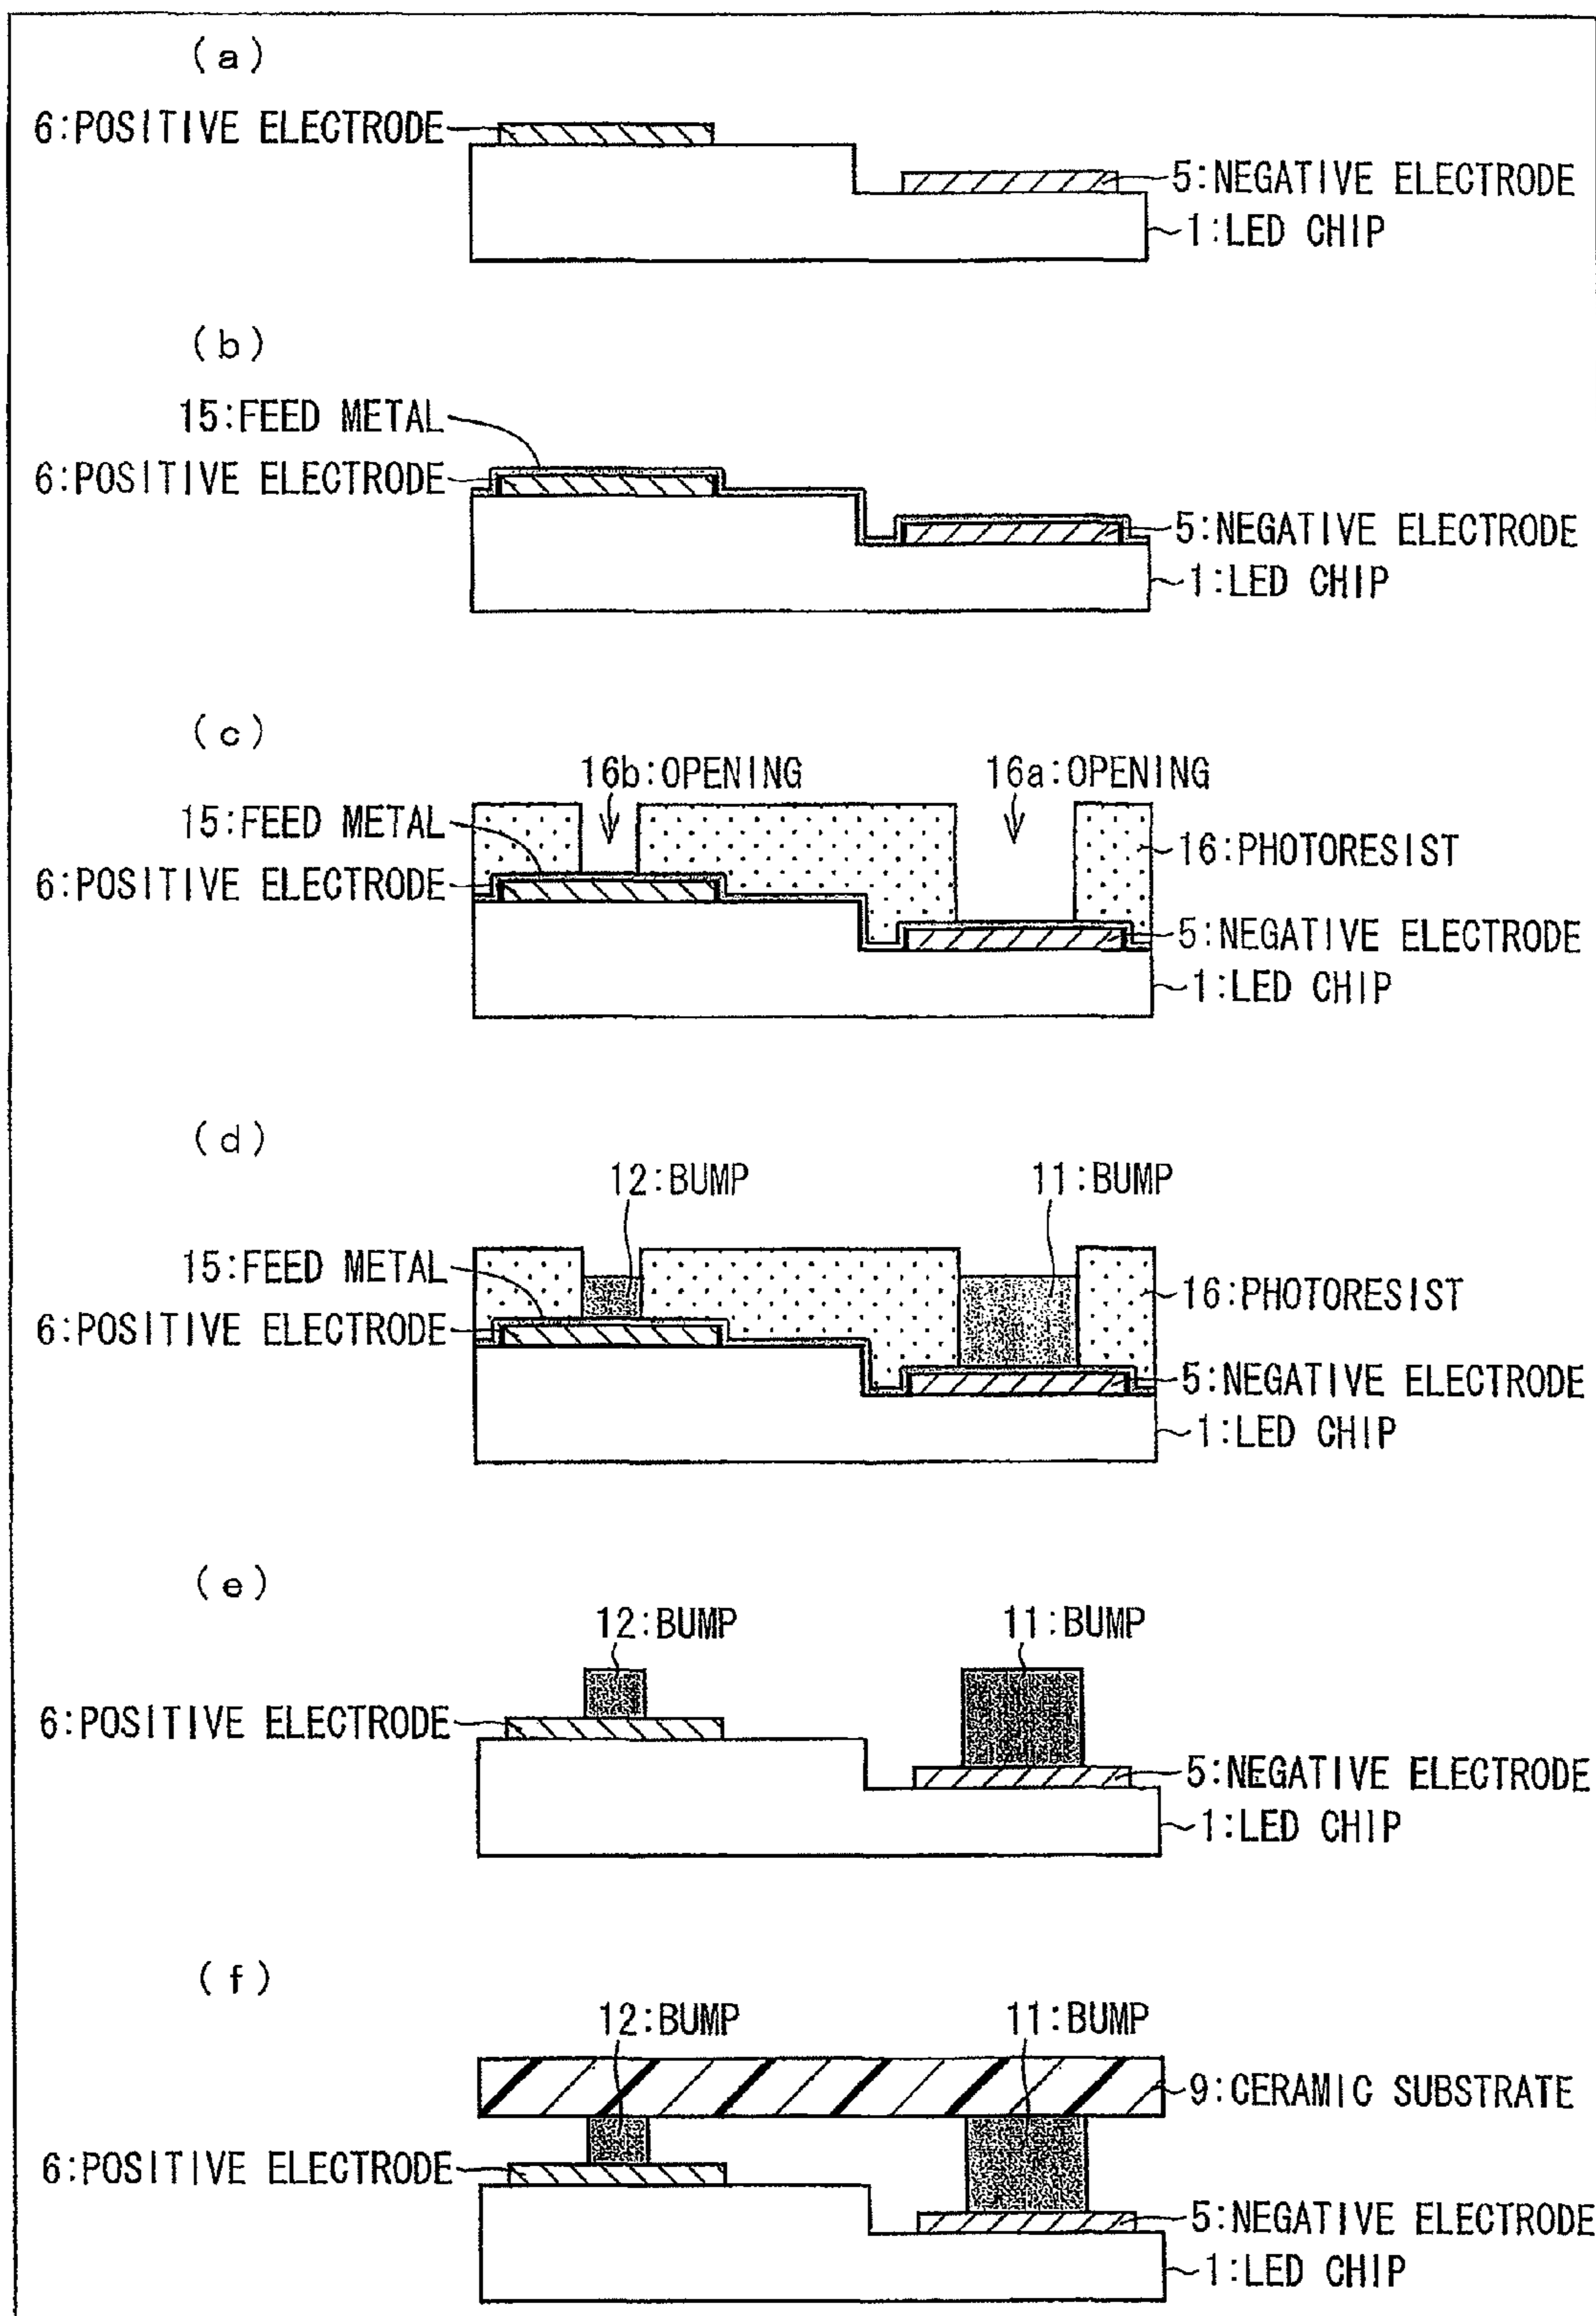 (a)
6:POSITIVE ELECTRODE
5:NEGATIVE ELECTRODE
1:LED CHIP
(b)
15:FEED METAL
6:POSITIVE ELECTRODE
5:NEGATIVE ELECTRODE
1:LED CHIP
(c)
16b:OPENING
16a:OPENING
15:FEED METAL
16:PHOTORESIST
6:POSITIVE ELECTRODE
5:NEGATIVE ELECTRODE
1:LED CHIP
(d)
12:BUMP
11:BUMP
15:FEED METAL
16:PHOTORESIST
6:POSITIVE ELECTRODE
5:NEGATIVE ELECTRODE
1:LED CHIP
(e)
12:BUMP
11:BUMP
6:POSITIVE ELECTRODE
5:NEGATIVE ELECTRODE
1:LED CHIP
(f)
12:BUMP
11:BUMP
9:CERAMIC SUBSTRATE
6:POSITIVE ELECTRODE
5:NEGATIVE ELECTRODE
1:LED CHIP